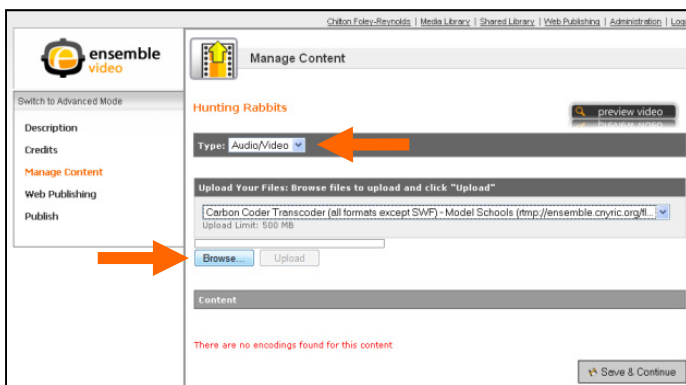 Chilton Foley-Reynolds | Media Library | Shared Library | Web Publishing | Administration |
ensemble
video
Manage Content
Switch to Advanced Mode
Description
Credits
Manage Content
Web Publishing
Publish
Hunting Rabbits
preview video
Type: Audio/Video
Upload Your Files: Browse files to upload and click "Upload"
Carbon Coder Transcoder (all formats except SWF) - Model Schools (rtmp://ensemble.cnyric.org/fl...
Upload Limit: 500 MB
Browse... Upload
Content
There are no encodings found for this content
Save & Continue